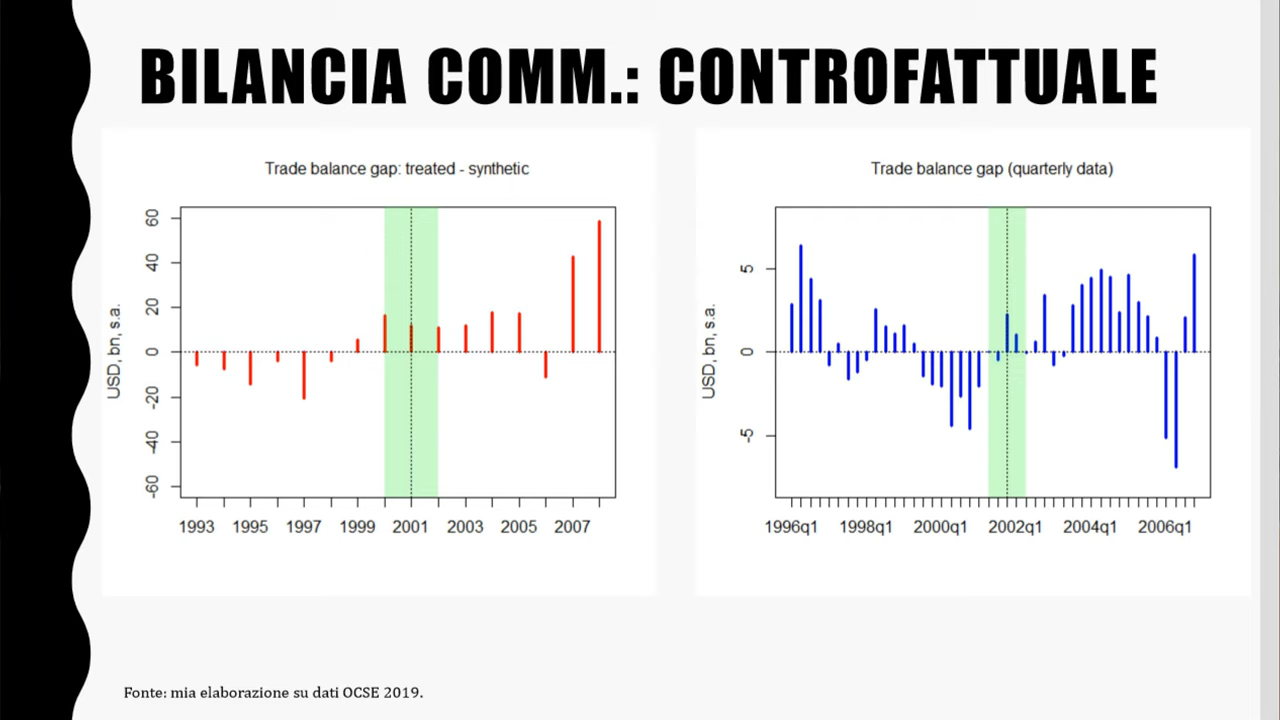 BILANCIA COMM.: CONTROFATTUALE
Trade balance gap: treated - synthetic
USD, bn, s.a.
60
40
20
0
-20
-40
-60
1993 1995 1997 1999 2001 2003 2005 2007
Trade balance gap (quarterly data)
USD, bn, s.a.
5
0
-5
1996q1 1998q1 2000q1 2002q1 2004q1 2006q1
Fonte: mia elaborazione su dati OCSE 2019.